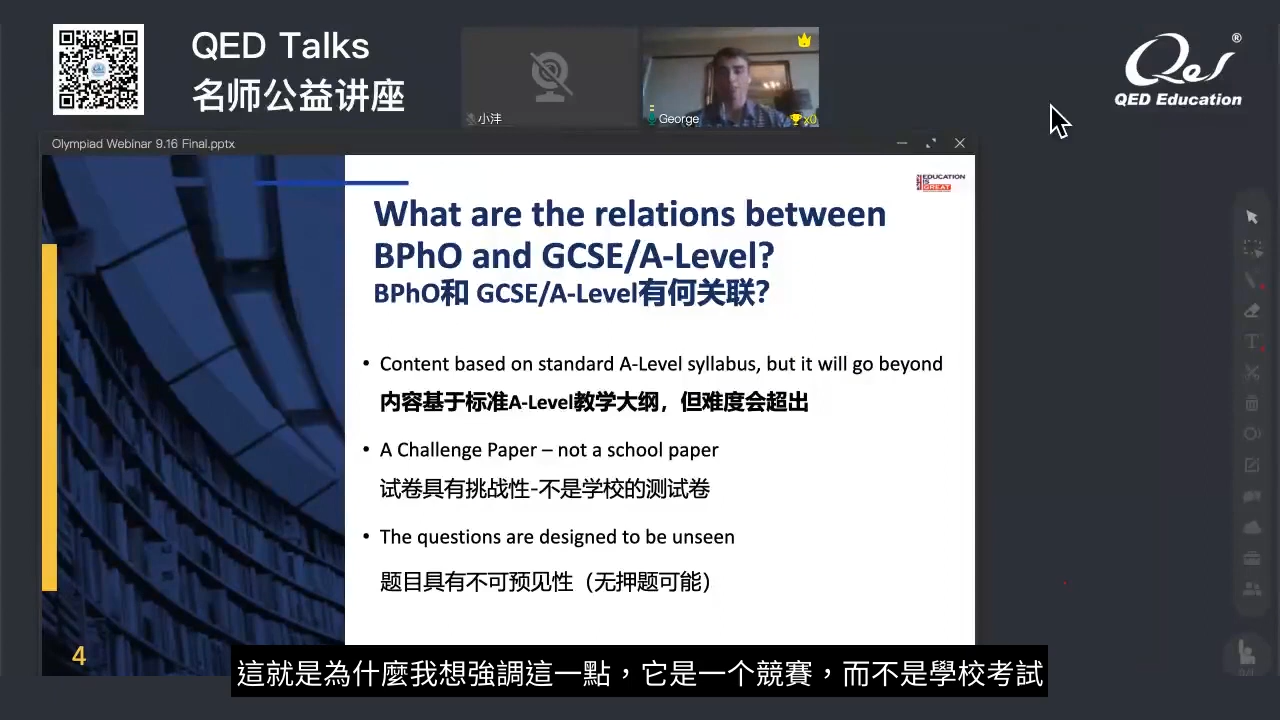 QED Talks
名师公益讲座
小沣
George
x0
Qei ®
QED Education
Olympiad Webinar 9.16 Final.pptx
EDUCATION
IS
GREAT
What are the relations between
BPhO and GCSE/A-Level?
BPhO和 GCSE/A-Level有何关联？
• Content based on standard A-Level syllabus, but it will go beyond
内容基于标准A-Level教学大纲，但难度会超出
• A Challenge Paper – not a school paper
试卷具有挑战性-不是学校的测试卷
• The questions are designed to be unseen
题目具有不可预见性（无押题可能）
4
這就是為什麼我想強調這一點，它是一个競賽，而不是學校考試